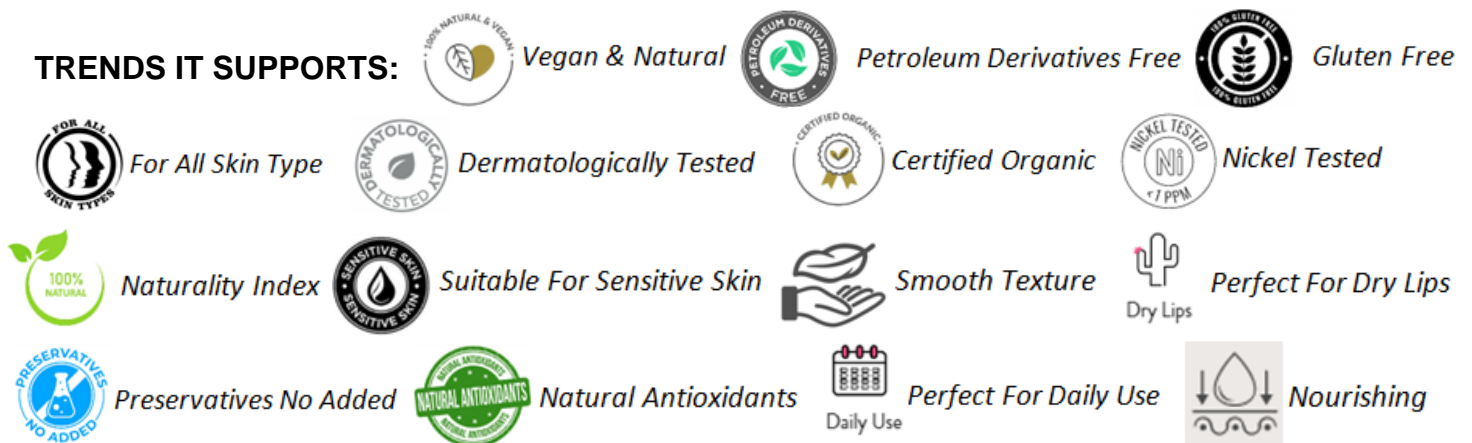 TRENDS IT SUPPORTS:
100% NATURAL & VEGAN
Vegan & Natural
PETROLEUM DERIVATIVES
FREE
Petroleum Derivatives Free
100% GLUTEN FREE
100% GLUTEN FREE
Gluten Free
FOR ALL
SKIN TYPES
For All Skin Type
DERMATOLOGICALLY
TESTED
Dermatologically Tested
CERTIFIED ORGANIC
Certified Organic
NICKEL TESTED
Ni
<1 PPM
Nickel Tested
100%
NATURAL
Naturality Index
SENSITIVE SKIN
SENSITIVE SKIN
Suitable For Sensitive Skin
Smooth Texture
Dry Lips
Perfect For Dry Lips
PRESERVATIVES
NO ADDED
Preservatives No Added
NATURAL ANTIOXIDANTS
NATURAL ANTIOXIDANTS
NATURAL ANTIOXIDANTS
Natural Antioxidants
Daily Use
Perfect For Daily Use
Nourishing